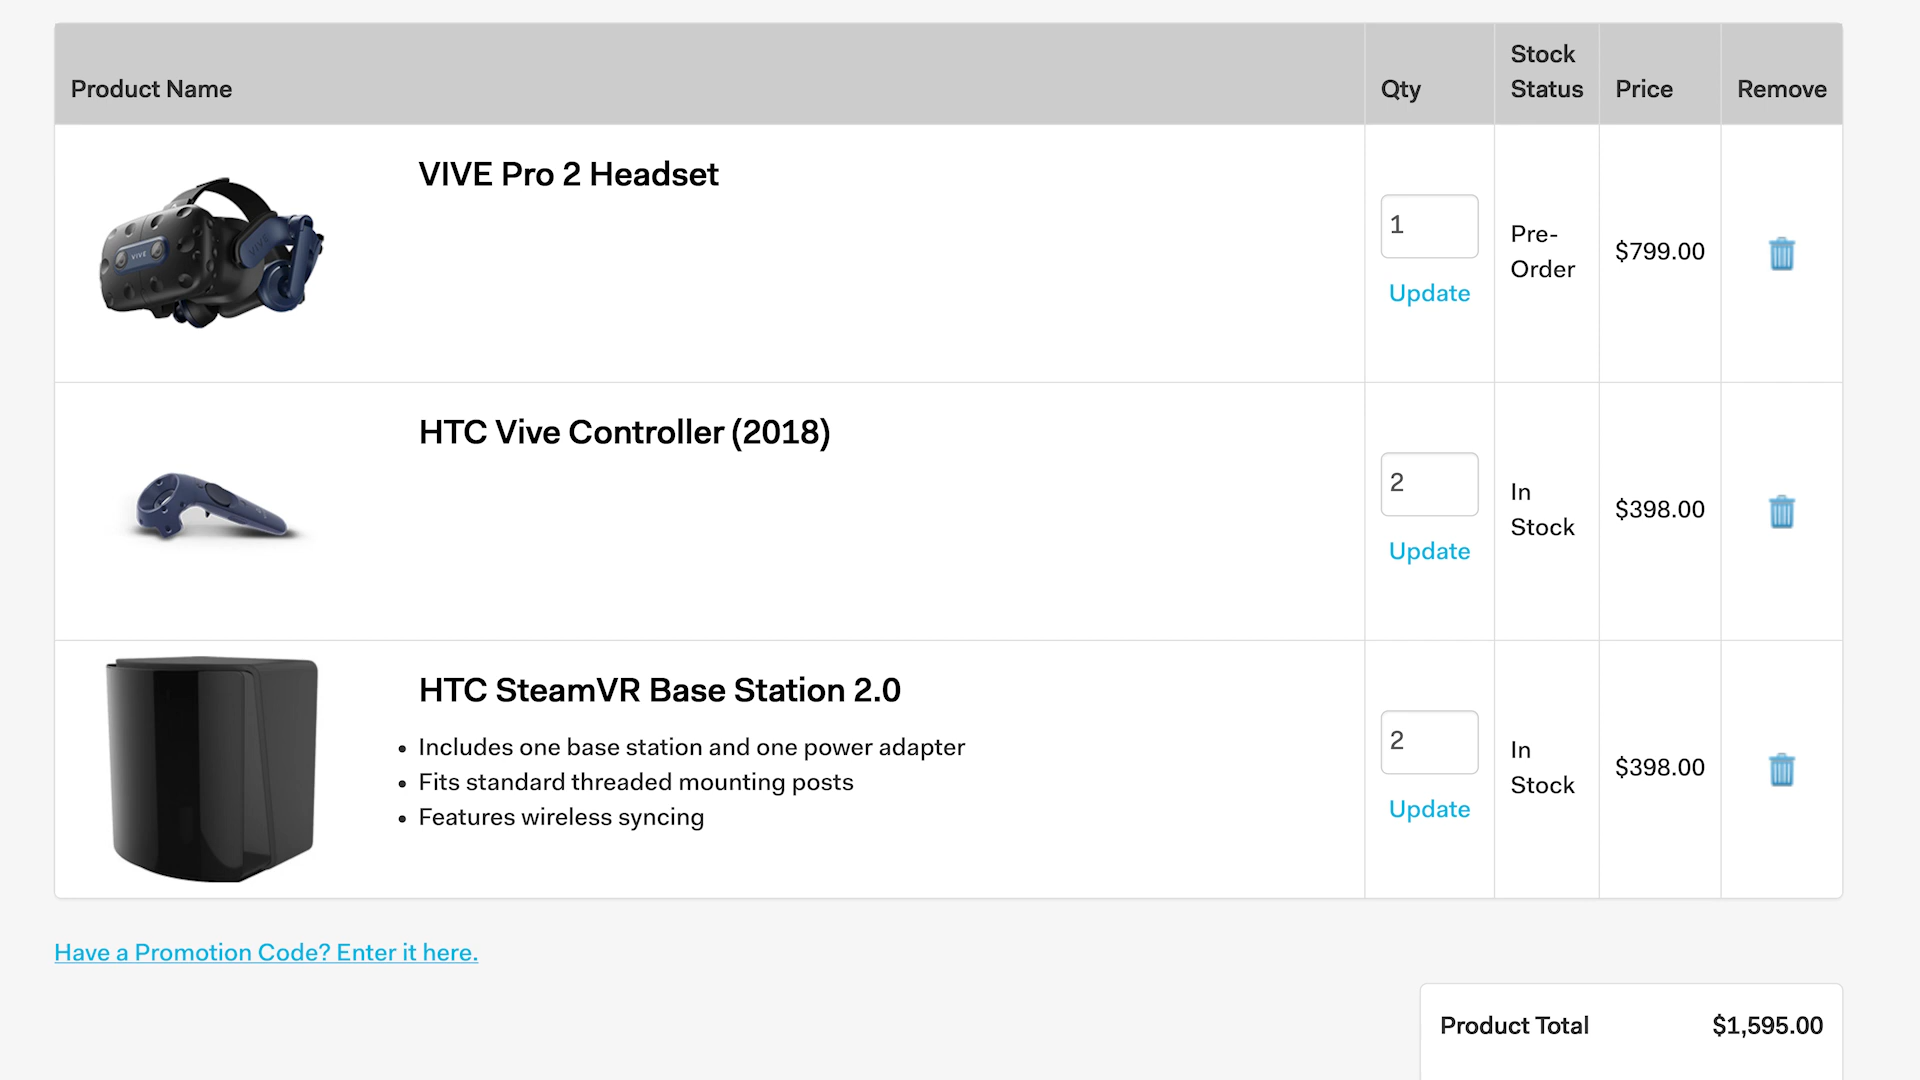 Product Name
Qty
Stock
Status
Price
Remove
VIVE
VIVE
VIVE Pro 2 Headset
1
Update
Pre-
Order
$799.00
HTC Vive Controller (2018)
2
Update
In
Stock
$398.00
HTC SteamVR Base Station 2.0
• Includes one base station and one power adapter
• Fits standard threaded mounting posts
• Features wireless syncing
2
Update
In
Stock
$398.00
Have a Promotion Code? Enter it here.
Product Total
$1,595.00